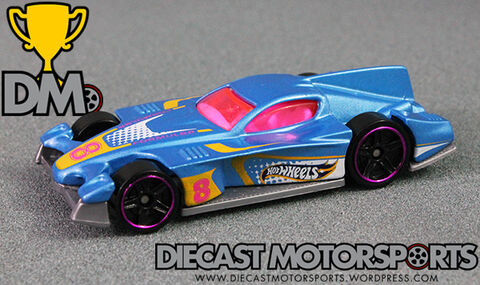 DM
8
8
HOT WHEELS
DIECAST MOTORSPORTS
WWW.DIECASTMOTORSPORTS.WORDPRESS.COM